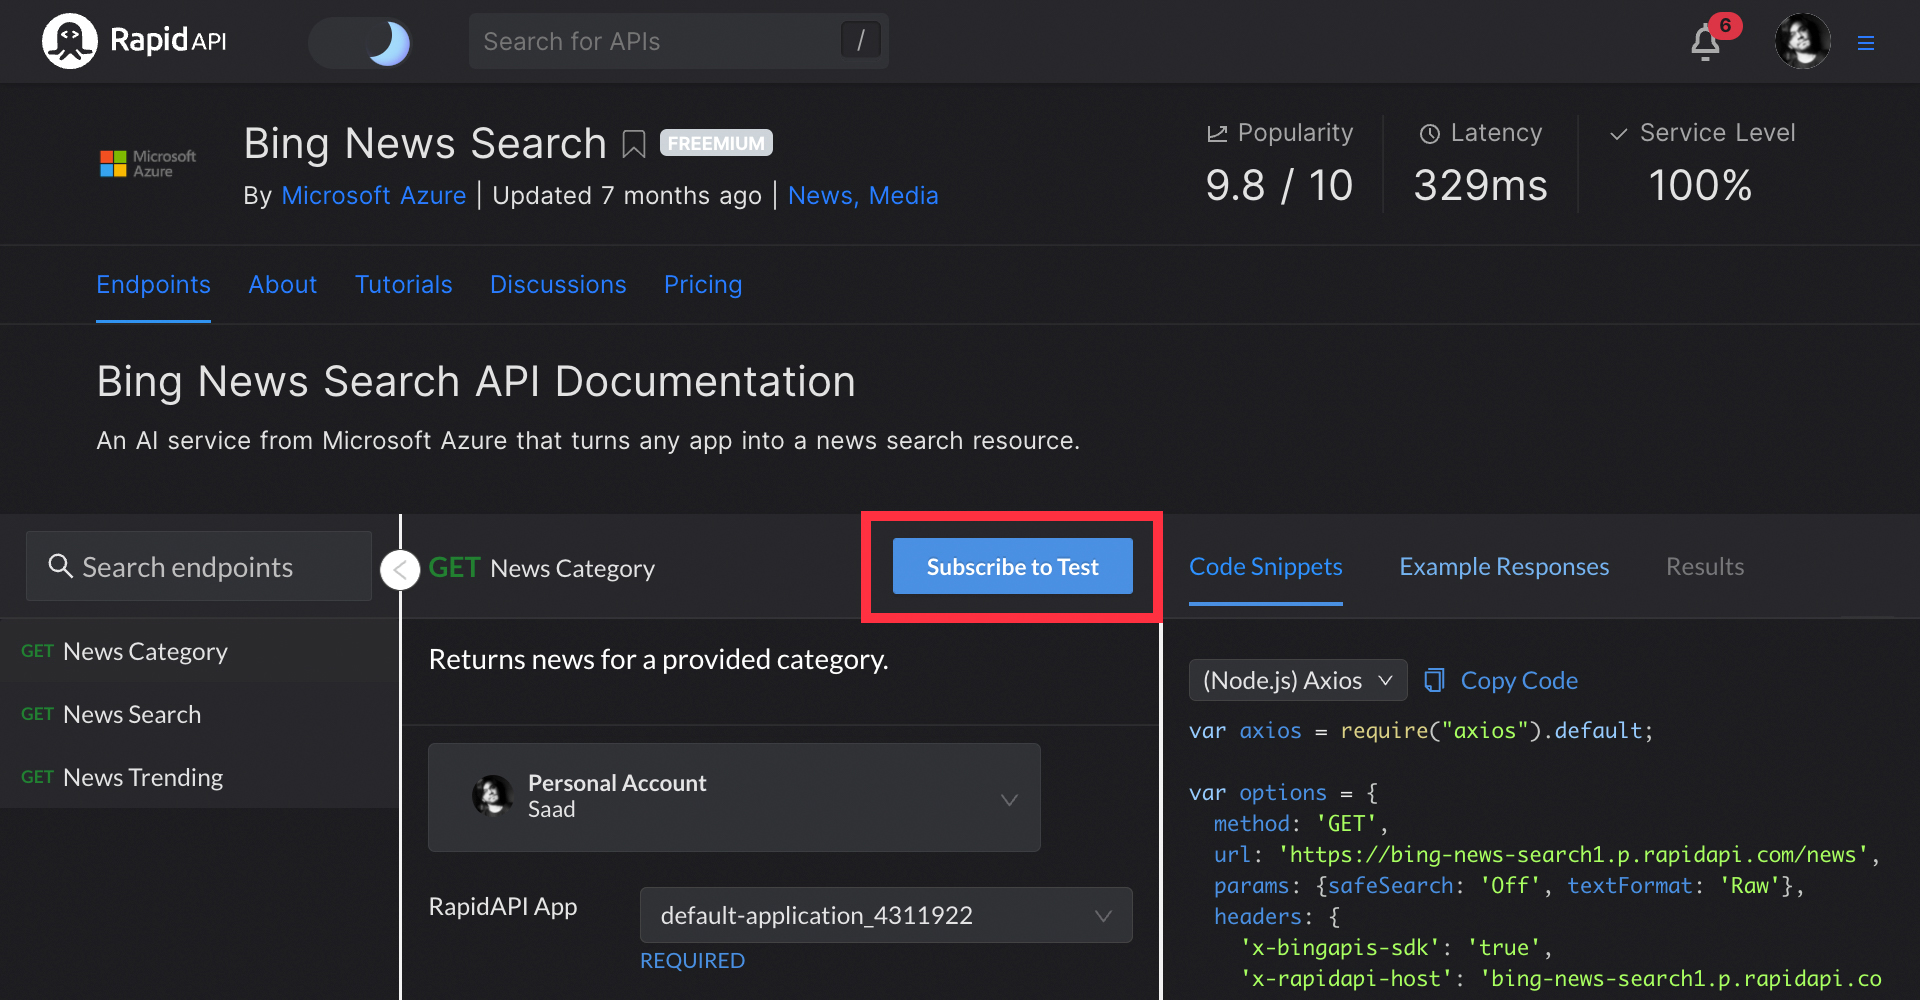 RapidAPI
Search for APIs
/
6
Microsoft
Azure
Bing News Search
FREEMIUM
By Microsoft Azure | Updated 7 months ago | News, Media
Popularity
9.8 / 10
Latency
329ms
Service Level
100%
Endpoints
About
Tutorials
Discussions
Pricing
Bing News Search API Documentation
An AI service from Microsoft Azure that turns any app into a news search resource.
Search endpoints
GET News Category
GET News Search
GET News Trending
GET News Category
Subscribe to Test
Returns news for a provided category.
Personal Account
Saad
RapidAPI App
default-application_4311922
REQUIRED
Code Snippets
Example Responses
Results
(Node.js) Axios
Copy Code
var axios = require("axios").default;
var options = {
method: 'GET',
url: 'https://bing-news-search1.p.rapidapi.com/news',
params: {safeSearch: 'Off', textFormat: 'Raw'},
headers: {
'x-bingapis-sdk': 'true',
'x-rapidapi-host': 'bing-news-search1.p.rapidapi.co